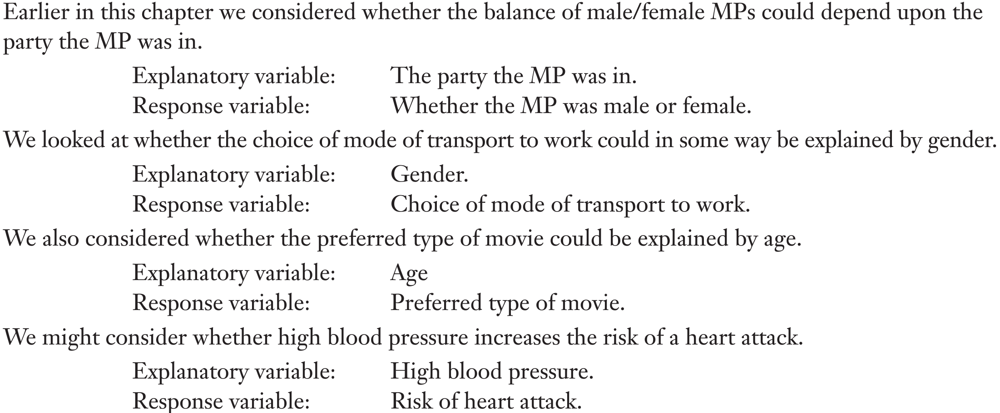 Earlier in this chapter we considered whether the balance of male/female MPs could depend upon the
party the MP was in.
Explanatory variable: The party the MP was in.
Response variable: Whether the MP was male or female.
We looked at whether the choice of mode of transport to work could in some way be explained by gender.
Explanatory variable: Gender.
Response variable: Choice of mode of transport to work.
We also considered whether the preferred type of movie could be explained by age.
Explanatory variable: Age
Response variable: Preferred type of movie.
We might consider whether high blood pressure increases the risk of a heart attack.
Explanatory variable: High blood pressure.
Response variable: Risk of heart attack.